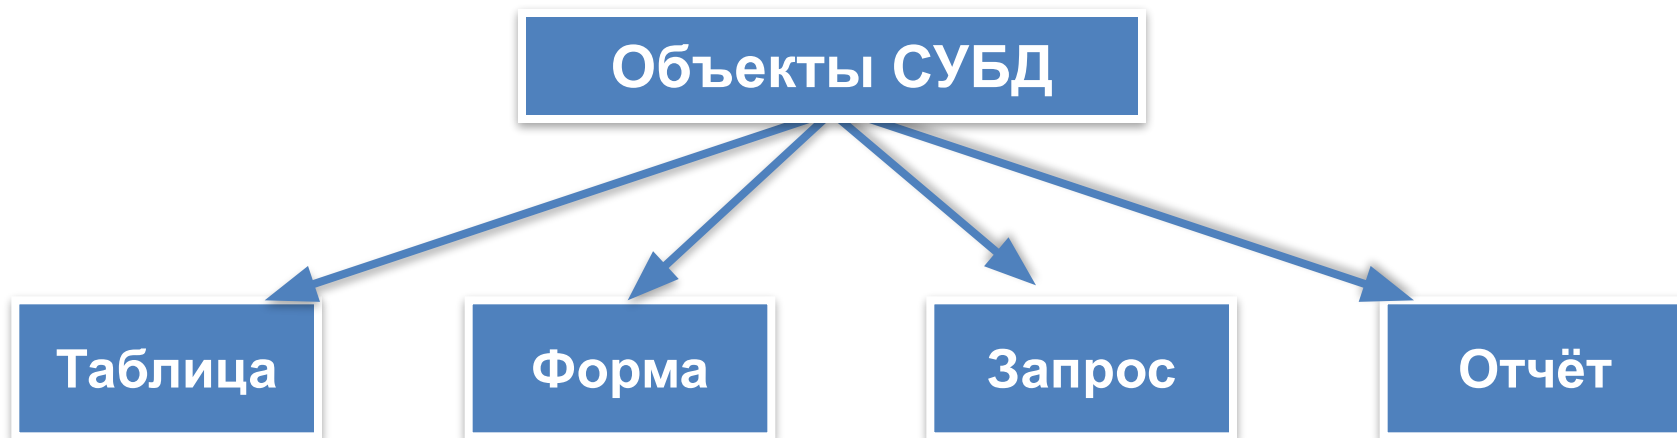 Объекты СУБД
Таблица
Форма
Запрос
Отчёт